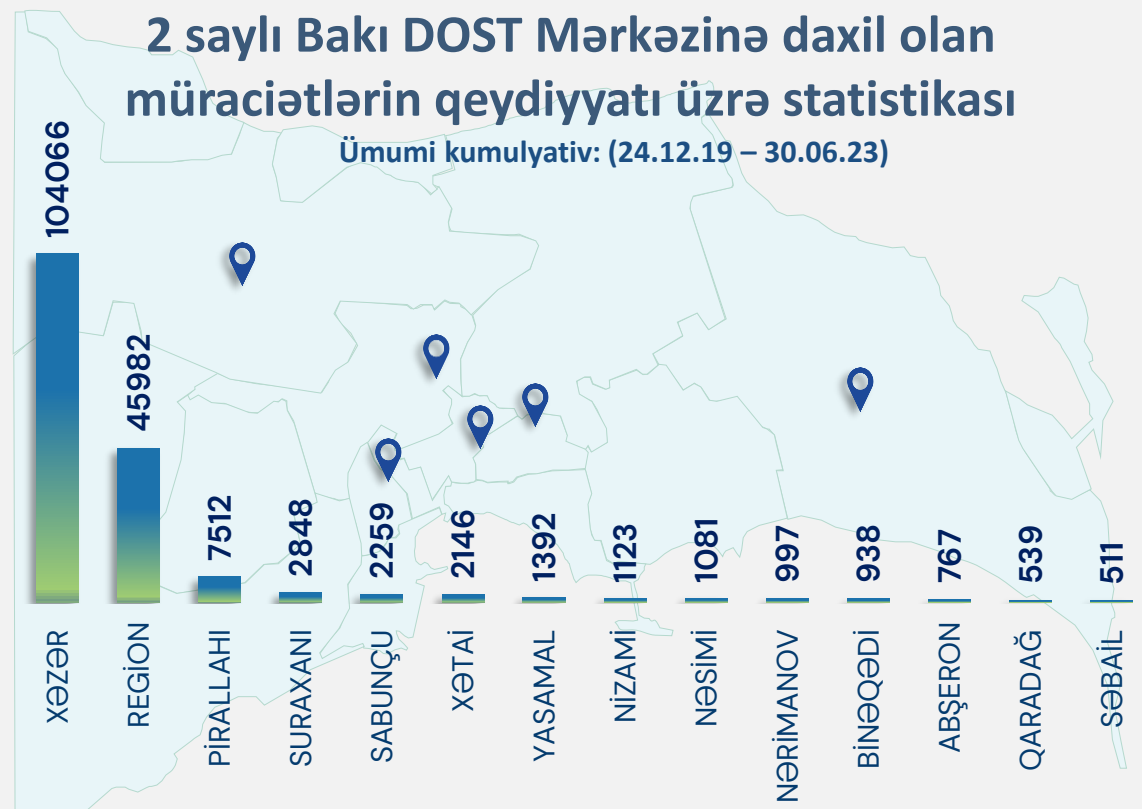 2 saylı Bakı DOST Mərkəzinə daxil olan
müraciətlərin qeydiyyatı üzrə statistikası
Ümumi kumulyativ: (24.12.19 – 30.06.23)
104066
45982
7512
2848
2259
2146
1392
1123
1081
997
938
767
539
511
XƏZƏR
REGİON
PİRALLAHI
SURAXANI
SABUNÇU
XƏTAİ
YASAMAL
NİZAMİ
NƏSİMİ
NƏRİMANOV
BİNƏQƏDİ
ABŞERON
QARADAĞ
SƏBAİL